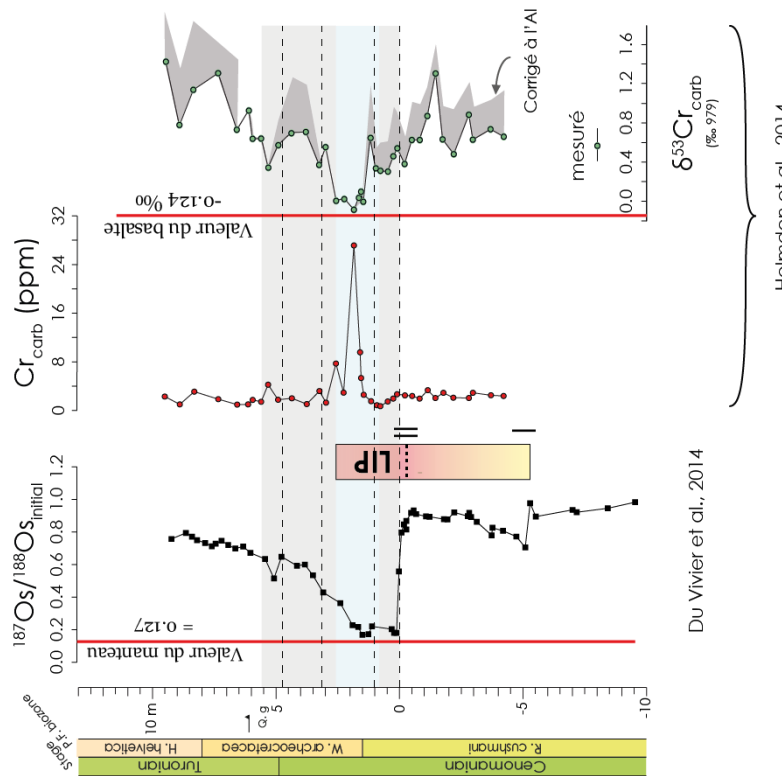 187Os/188Osinitial
0.0 0.2 0.4 0.6 0.8 1.0 1.2
Valeur du manteau
= 0.127
LIP
Du Vivier et al., 2014
Crcarb (ppm)
0 8 16 24 32
Valeur du basalte
-0.124 ‰
Corrigé à l'Al
mesuré
0.0 0.4 0.8 1.2 1.6
δ53Crcarb
(‰ 979)
Holmden et al., 2014
Stage
P.F. biozone
Turonian
Cenomanian
H. helvetica
W. archeocretacea
R. cushmani
10 m
Q. g
5
0
-5
-10